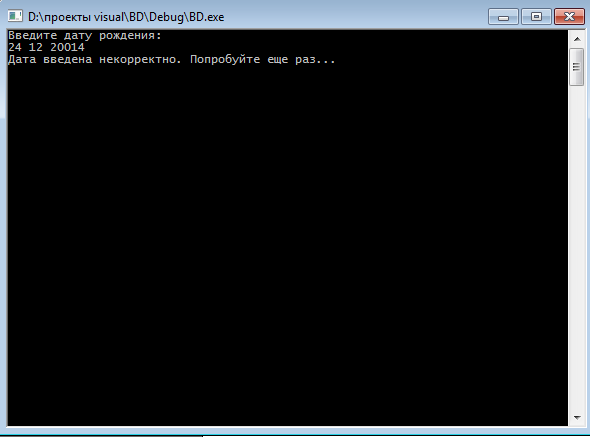 D:\проекты visual\BD\Debug\BD.exe
Введите дату рождения:
24 12 20014
Дата введена некорректно. Попробуйте еще раз...